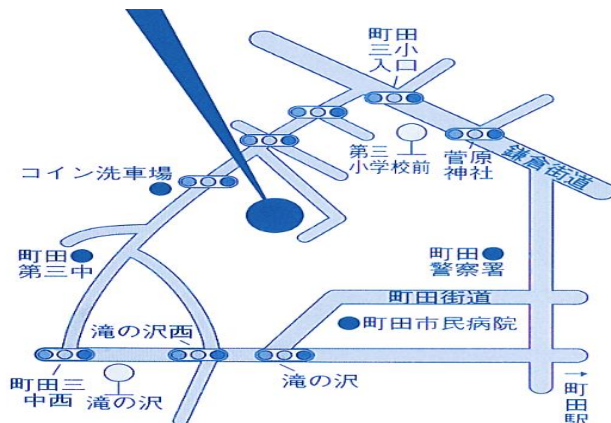 町田
三小
入口
第三
小学校前
菅原
神社
鎌倉街道
コイン洗車場
町田
第三中
町田
警察署
町田街道
町田市民病院
滝の沢西
滝の沢
町田三
中西
滝の沢
→
町田駅